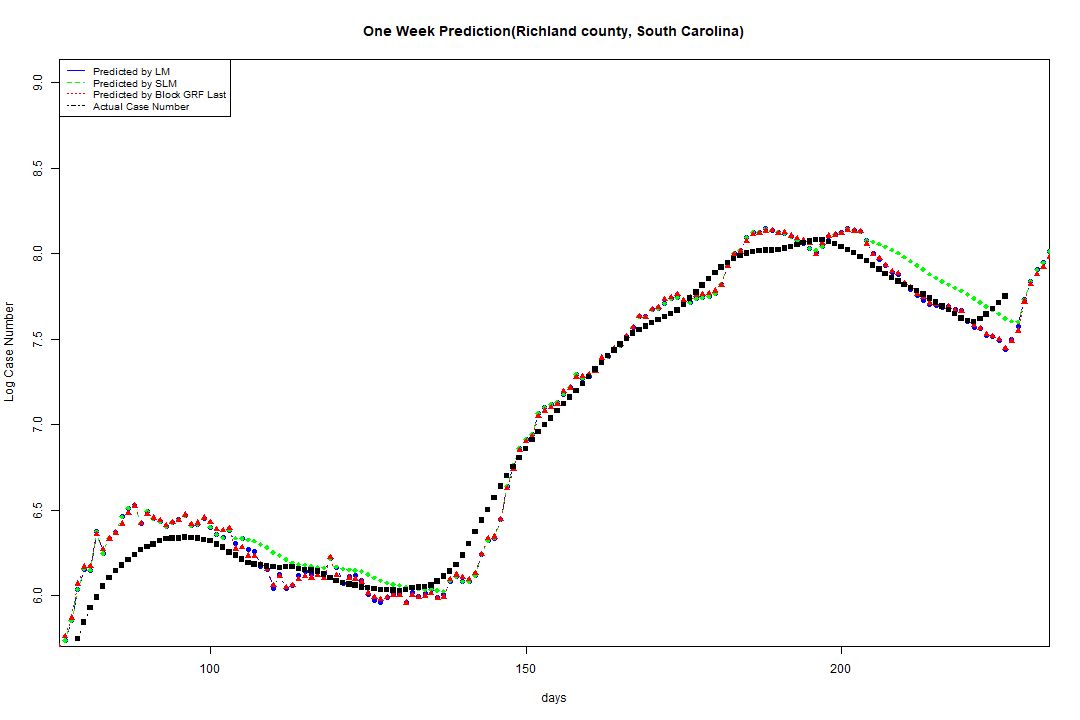 One Week Prediction(Richland county, South Carolina)
Predicted by LM
Predicted by SLM
Predicted by Block GRF Last
Actual Case Number
9.0
8.5
8.0
7.5
7.0
6.5
6.0
Log Case Number
100
150
200
days